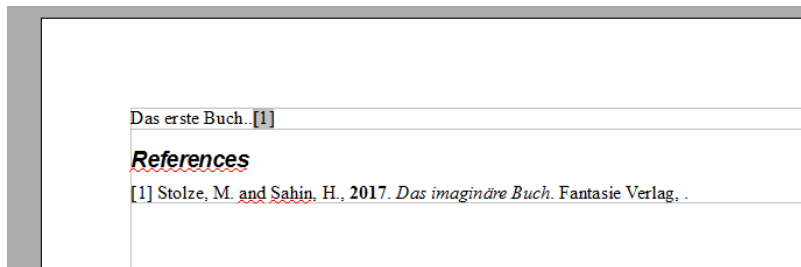 Das erste Buch..[1]
References
[1] Stolze, M. and Sahin, H., 2017. Das imaginäre Buch. Fantasie Verlag, .